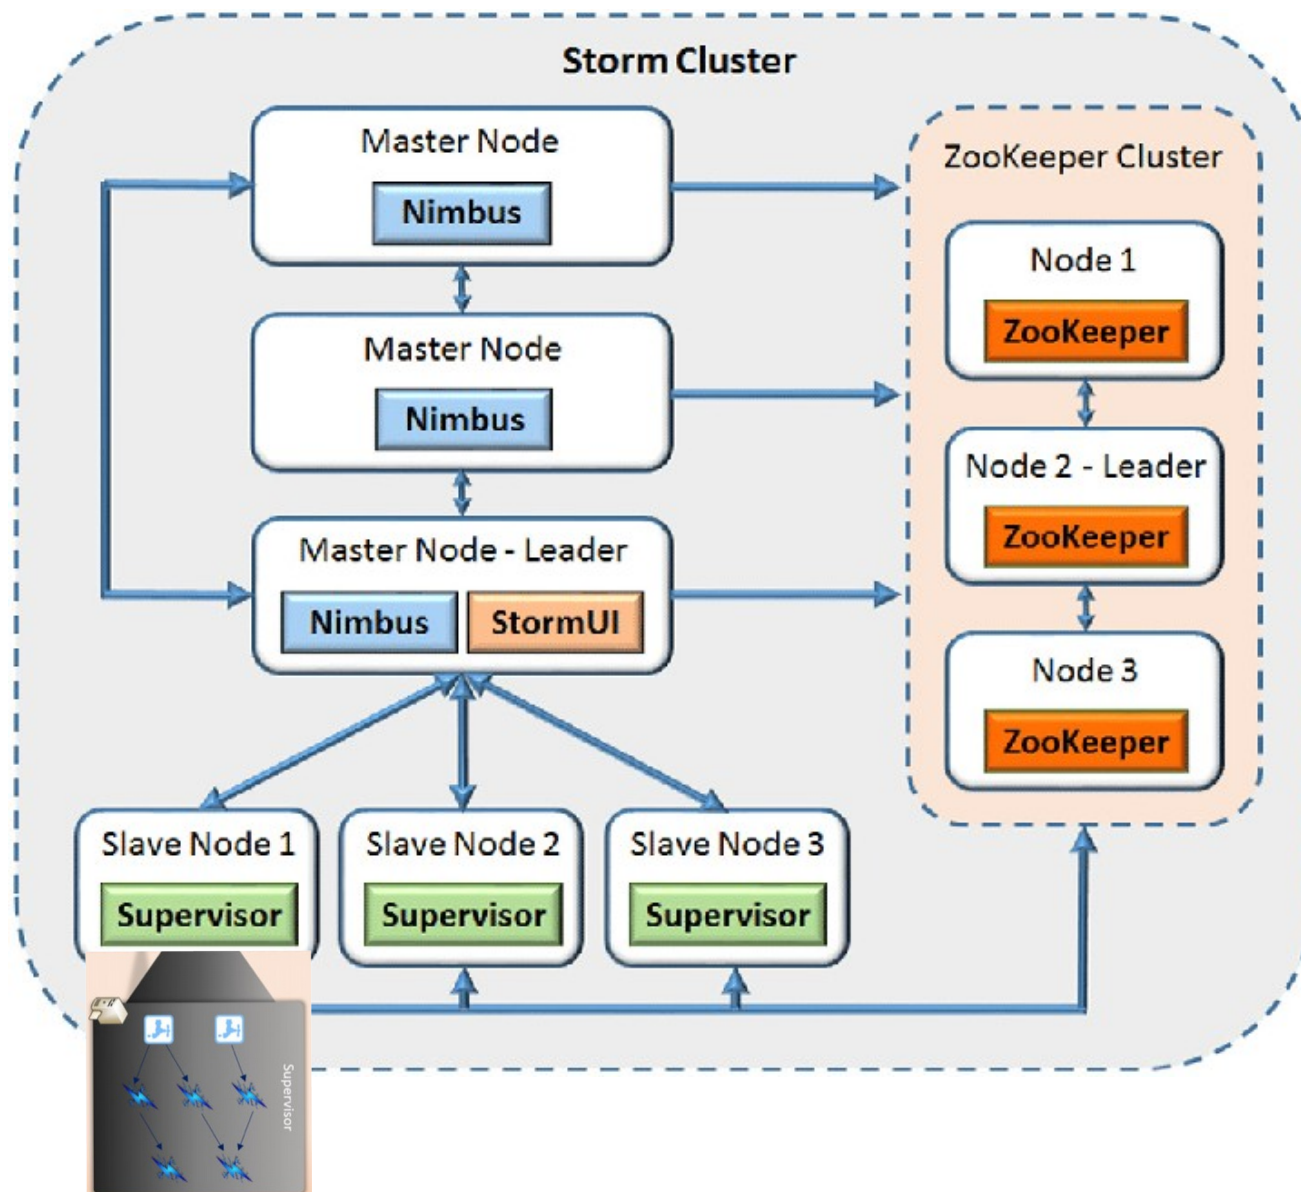 Storm Cluster
Master Node
Nimbus
Master Node
Nimbus
Master Node - Leader
Nimbus
StormUI
ZooKeeper Cluster
Node 1
ZooKeeper
Node 2 - Leader
ZooKeeper
Node 3
ZooKeeper
Slave Node 1
Supervisor
Slave Node 2
Supervisor
Slave Node 3
Supervisor
Supervisor